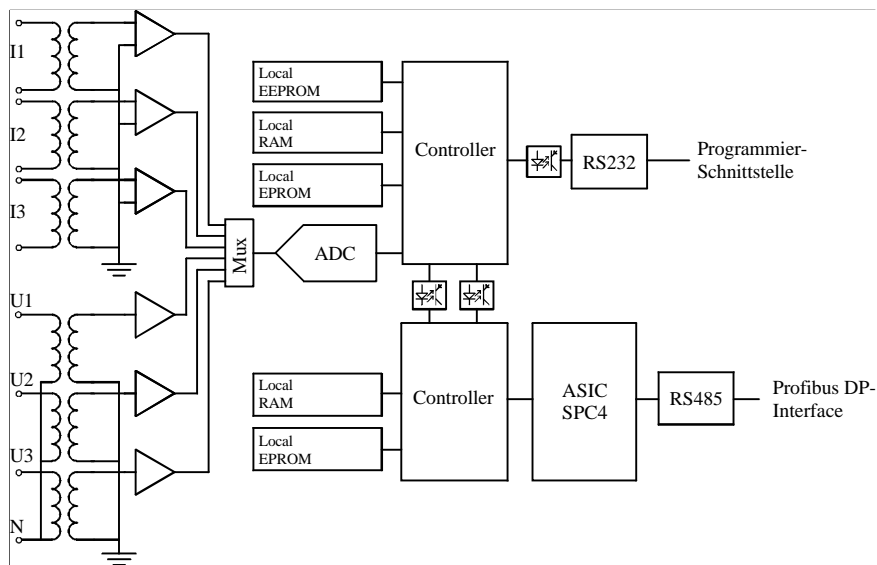 I1
I2
I3
U1
U2
U3
N
Mux
ADC
Local
EEPROM
Local
RAM
Local
EPROM
Controller
RS232
Programmier-
Schnittstelle
Local
RAM
Local
EPROM
Controller
ASIC
SPC4
RS485
Profibus DP-
Interface